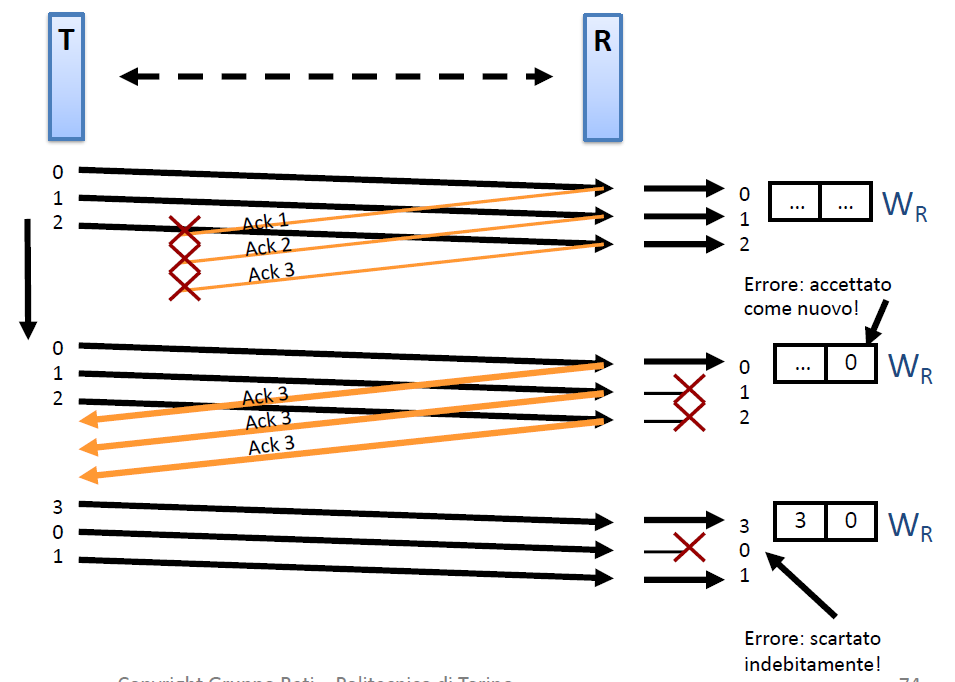 T
R
0
1
2
Ack 1
Ack 2
Ack 3
0
1
2
... ...
WR
Errore: accettato
come nuovo!
0
1
2
Ack 3
Ack 3
Ack 3
0
1
2
... 0
WR
3
0
1
3
0
1
3 0
WR
Errore: scartato
indebitamente!